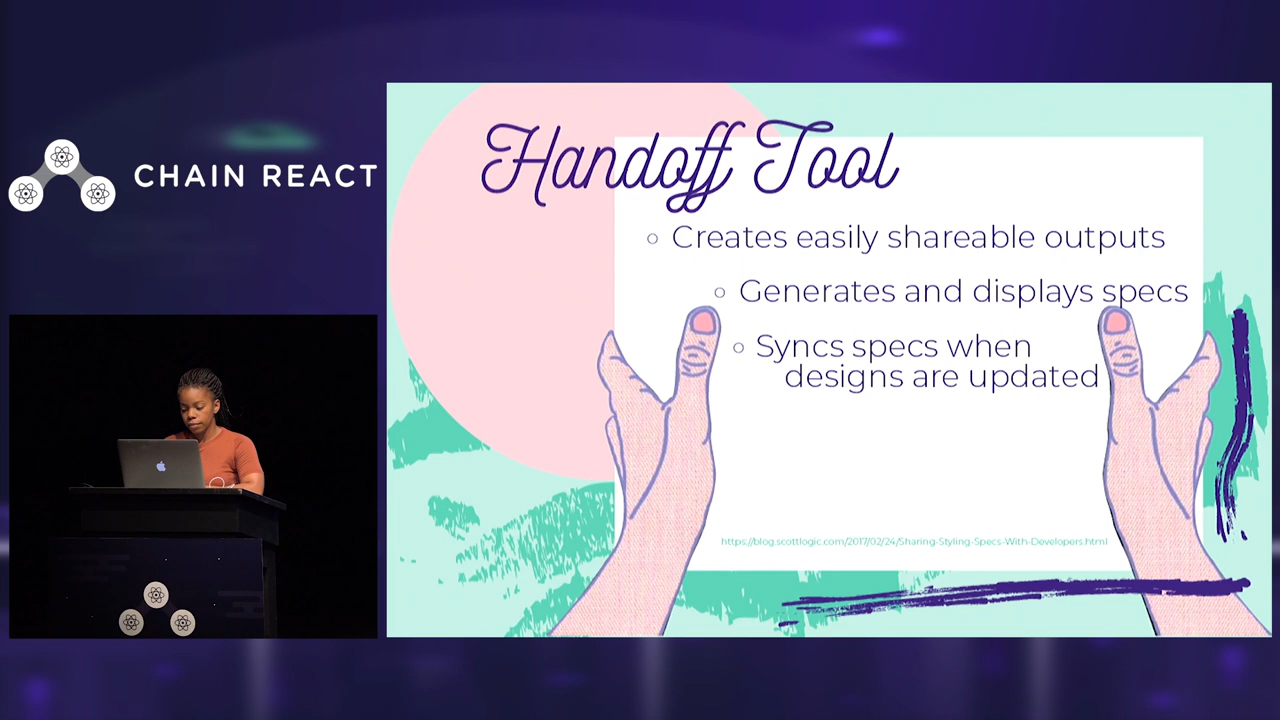 CHAIN REACT
Handoff Tool
Creates easily shareable outputs
Generates and displays specs
Syncs specs when
designs are updated
https://blog.scottlogic.com/2017/02/24/Sharing-Styling-Specs-With-Developers.html